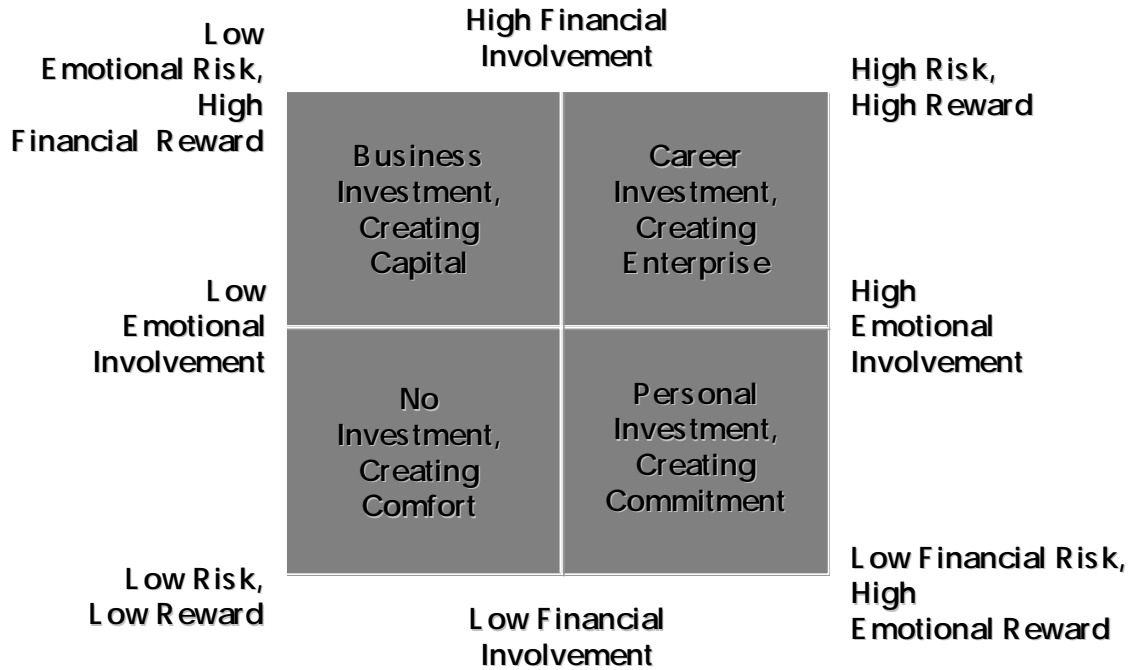 High Financial
Involvement
Low
Emotional Risk,
High
Financial Reward
High Risk,
High Reward
Business
Investment,
Creating
Capital
Career
Investment,
Creating
Enterprise
Low
Emotional
Involvement
High
Emotional
Involvement
No
Investment,
Creating
Comfort
Personal
Investment,
Creating
Commitment
Low Risk,
Low Reward
Low Financial
Involvement
Low Financial Risk,
High
Emotional Reward